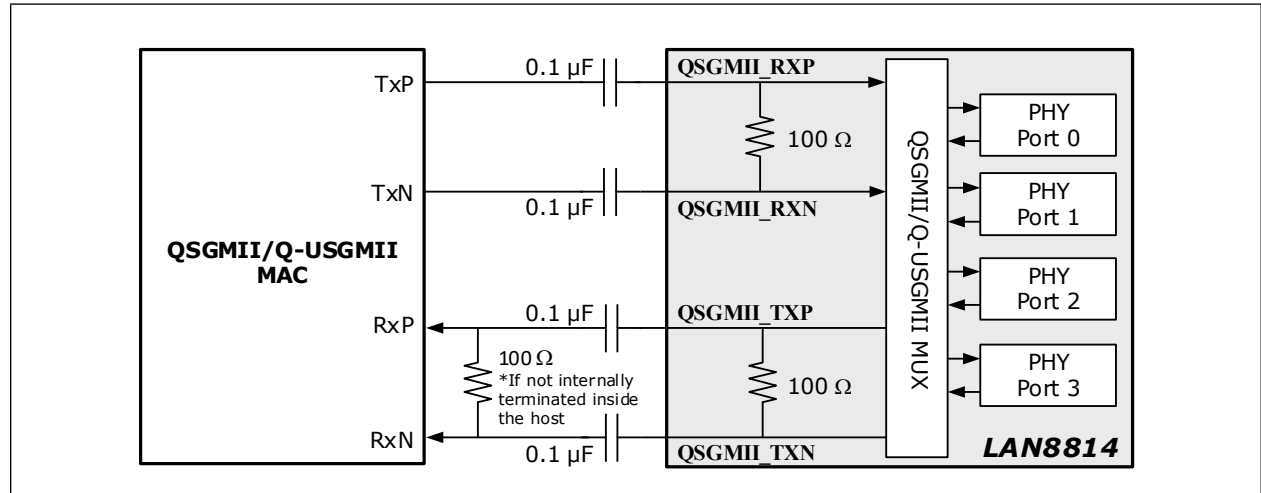 TxP
0.1 µF
QSGMII_RXP
100 Ω
TxN
0.1 µF
QSGMII_RXN
QSGMII/Q-USGMII
MAC
RxP
0.1 µF
QSGMII_TXP
100 Ω
*If not internally
terminated inside
the host
100 Ω
RxN
0.1 µF
QSGMII_TXN
QSGMII/Q-USGMII MUX
PHY
Port 0
PHY
Port 1
PHY
Port 2
PHY
Port 3
LAN8814